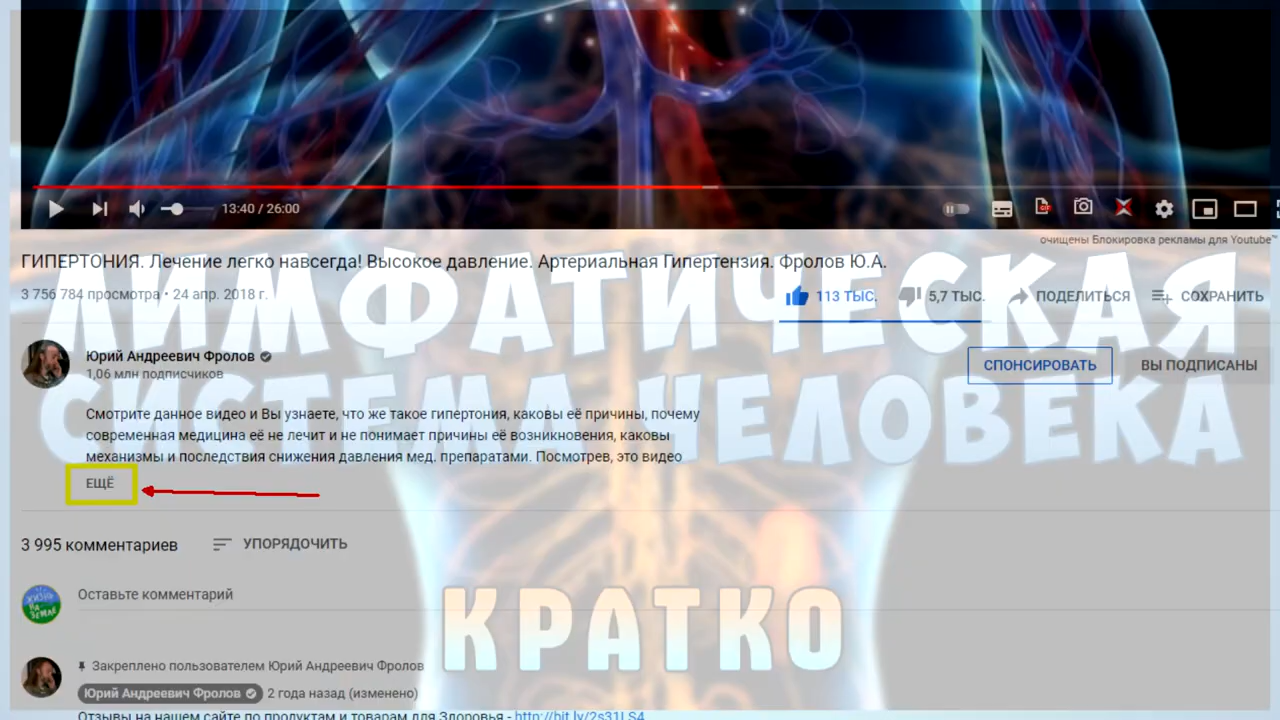 13:40 / 26:00
очищены Блокировка рекламы для Youtube™
ГИПЕРТОНИЯ. Лечение легко навсегда! Высокое давление. Артериальная Гипертензия. Фролов Ю.А.
3 756 784 просмотра • 24 апр. 2018 г.
113 ТЫС. 5,7 ТЫС. ПОДЕЛИТЬСЯ СОХРАНИТЬ
ЛИМФАТИЧЕСКАЯ
СИСТЕМА ЧЕЛОВЕКА
Юрий Андреевич Фролов
1,06 млн подписчиков
СПОНСИРОВАТЬ ВЫ ПОДПИСАНЫ
Смотрите данное видео и Вы узнаете, что же такое гипертония, каковы её причины, почему
современная медицина её не лечит и не понимает причины её возникновения, каковы
механизмы и последствия снижения давления мед. препаратами. Посмотрев, это видео
ЕЩЁ
3 995 комментариев УПОРЯДОЧИТЬ
ЖИЗНЬ
НА
ЗЕМЛЕ
Оставьте комментарий
КРАТКО
Закреплено пользователем Юрий Андреевич Фролов
Юрий Андреевич Фролов 2 года назад (изменено)
Отзывы на нашем сайте по продуктам и товарам для Здоровья - http://bit.ly/2s31LS4